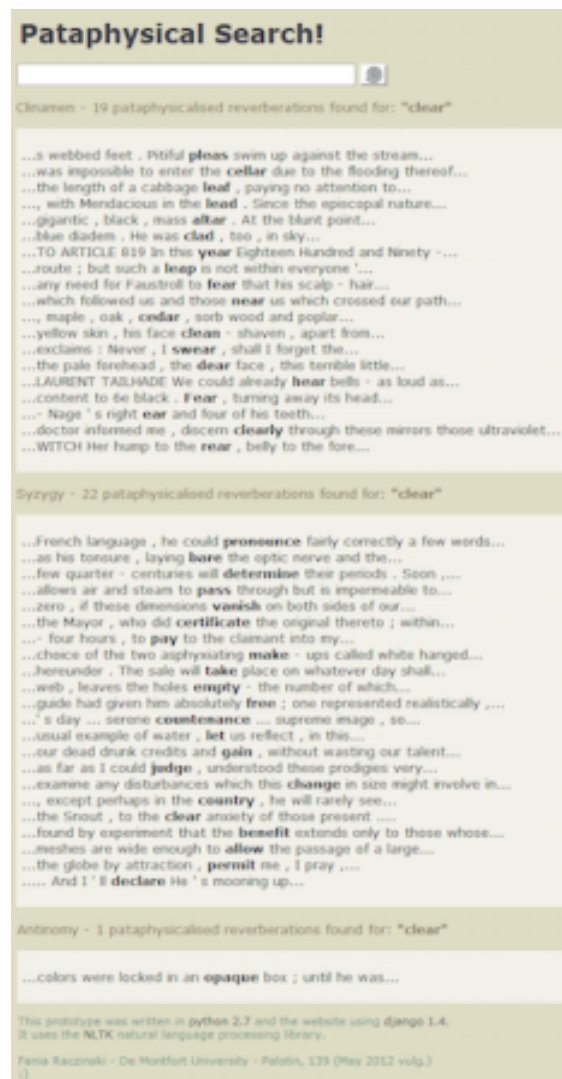 Pataphysical Search!
Clinamen - 19 pataphysicalised reverberations found for: "clear"
...s webbed feet . Pitiful pleas swim up against the stream...
...was impossible to enter the cellar due to the flooding thereof...
...the length of a cabbage leaf , paying no attention to...
..., with Mendacious in the lead . Since the episcopal nature...
...gigantic , black , mass altar . At the blunt point...
...blue diadem . He was clad , too , in sky...
...TO ARTICLE 819 In this year Eighteen Hundred and Ninety -...
...route ; but such a leap is not within everyone '...
...any need for Faustroll to fear that his scalp - hair...
...which followed us and those near us which crossed our path...
..., maple , oak , cedar , sorb wood and poplar...
...yellow skin , his face clean - shaven , apart from...
...exclaims : Never , I swear , shall I forget the...
...the pale forehead , the dear face , this terrible little...
...LAURENT TAILHADE We could already hear bells - as loud as...
...content to 6e black . Fear , turning away its head...
...- Nage ' s right ear and four of his teeth...
...doctor informed me , discern clearly through these mirrors those ultraviolet...
...WITCH Her hump to the rear , belly to the fore...
Syzygy - 22 pataphysicalised reverberations found for: "clear"
...French language , he could pronounce fairly correctly a few words...
...as his tonsure , laying bare the optic nerve and the...
...few quarter - centuries will determine their periods . Soon ,...
...allows air and steam to pass through but is impermeable to...
...zero , if these dimensions vanish on both sides of our...
...the Mayor , who did certificate the original thereto ; within...
...- four hours , to pay to the claimant into my...
...choice of the two asphyxiating make - ups called white hanged...
...hereunder . The sale will take place on whatever day shall...
...web , leaves the holes empty - the number of which...
...guide had given him absolutely free ; one represented realistically ,...
...' s day ... serene countenance ... supreme image , so...
...usual example of water , let us reflect , in this...
...our dead drunk credits and gain , without wasting our talent...
...as far as I could judge , understood these prodigies very...
...examine any disturbances which this change in size might involve in...
..., except perhaps in the country , he will rarely see...
...the Snout , to the clear anxiety of those present ....
...found by experiment that the benefit extends only to those whose...
...meshes are wide enough to allow the passage of a large...
...the globe by attraction , permit me , I pray ,...
..... And I ' ll declare He ' s mooning up...
Antinomy - 1 pataphysicalised reverberations found for: "clear"
...colors were locked in an opaque box ; until he was...
This prototype was written in python 2.7 and the website using django 1.4.
It uses the NLTK natural language processing library.
Fania Raczinski - De Montfort University - Palotin, 139 (May 2012 vulg.)
:)